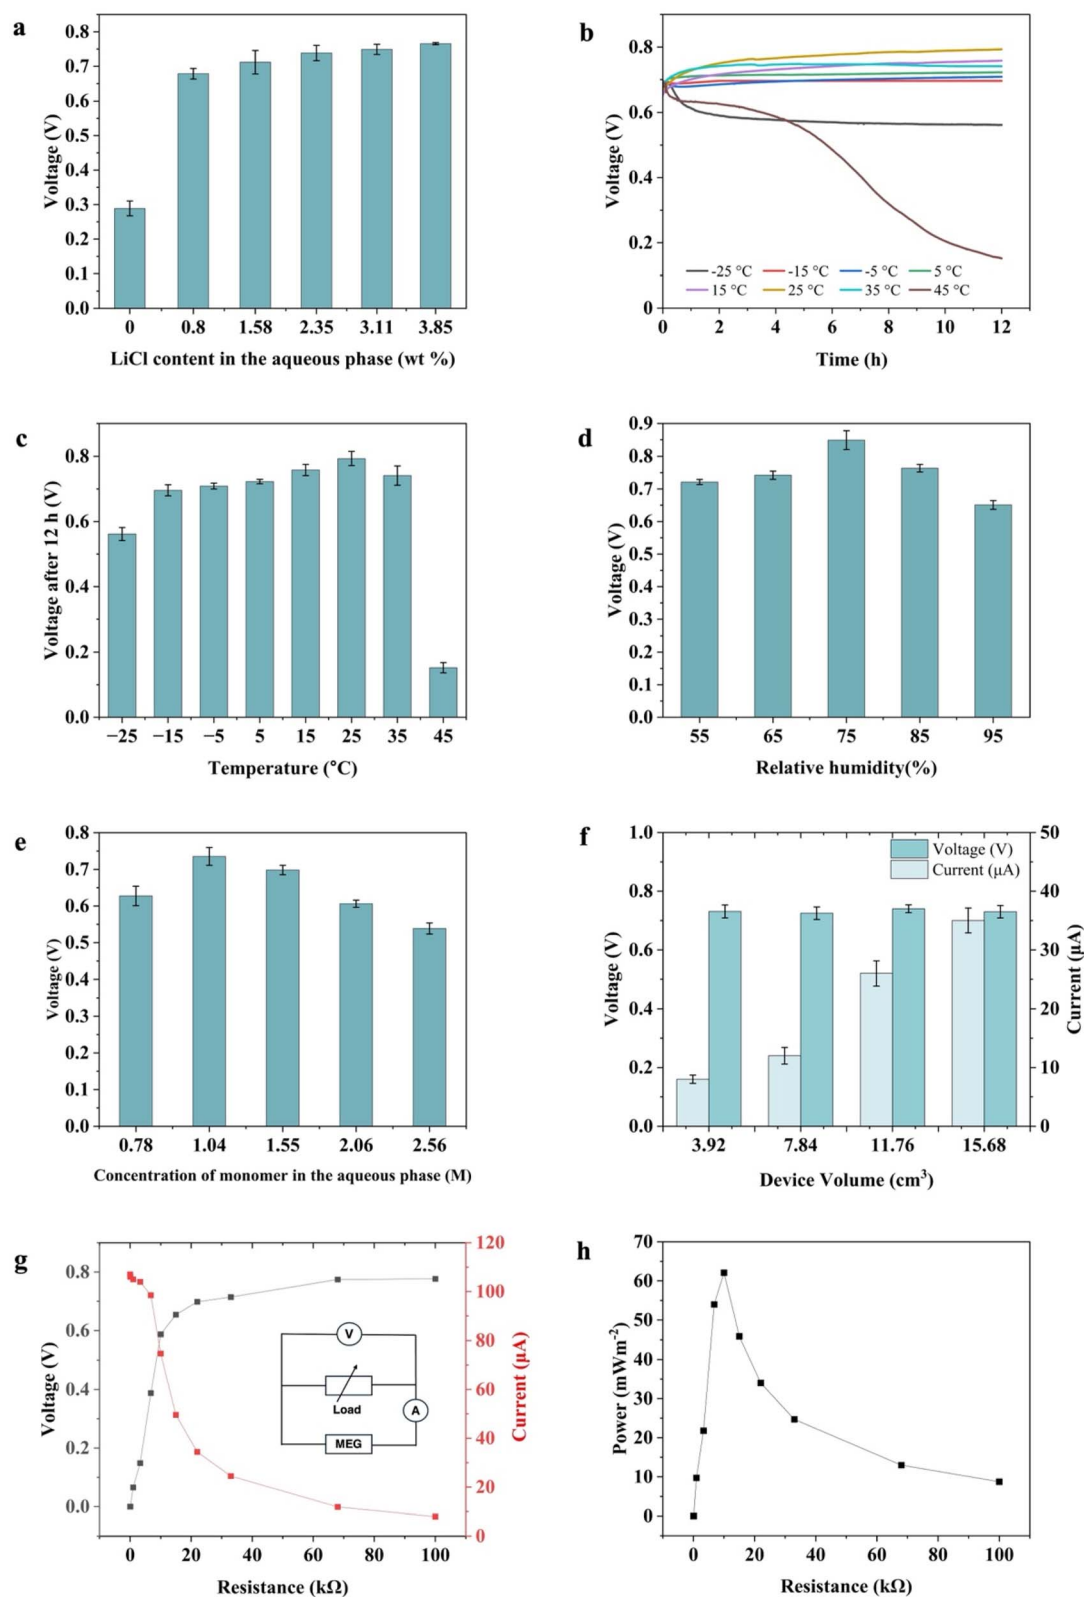 a
0.8
0.7
0.6
0.5
0.4
0.3
0.2
0.1
0.0
Voltage (V)
0 0.8 1.58 2.35 3.11 3.85
LiCl content in the aqueous phase (wt %)
b
0.8
0.6
0.4
0.2
0
Voltage (V)
-25 °C -15 °C -5 °C 5 °C
15 °C 25 °C 35 °C 45 °C
0 2 4 6 8 10 12
Time (h)
c
0.8
0.6
0.4
0.2
0.0
Voltage after 12 h (V)
−25 −15 −5 5 15 25 35 45
Temperature (°C)
d
0.9
0.8
0.7
0.6
0.5
0.4
0.3
0.2
0.1
0.0
Voltage (V)
55 65 75 85 95
Relative humidity(%)
e
0.8
0.7
0.6
0.5
0.4
0.3
0.2
0.1
0.0
Voltage (V)
0.78 1.04 1.55 2.06 2.56
Concentration of monomer in the aqueous phase (M)
f
1.0
0.8
0.6
0.4
0.2
0.0
Voltage (V)
Voltage (V)
Current (μA)
50
40
30
20
10
0
Current (μA)
3.92 7.84 11.76 15.68
Device Volume (cm³)
g
0.8
0.6
0.4
0.2
0.0
Voltage (V)
V
Load
A
MEG
120
100
80
60
40
20
0
Current (μA)
0 20 40 60 80 100
Resistance (kΩ)
h
70
60
50
40
30
20
10
0
Power (mWm⁻²)
0 20 40 60 80 100
Resistance (kΩ)